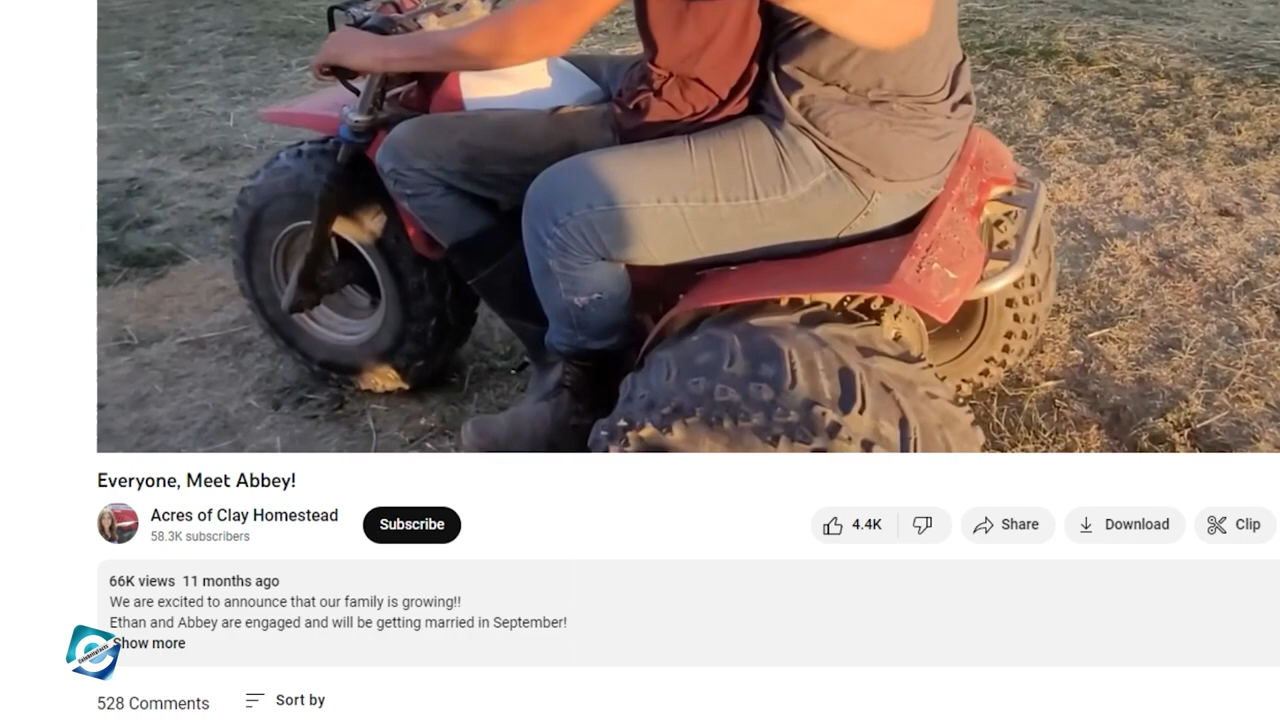 Everyone, Meet Abbey!
Acres of Clay Homestead
58.3K subscribers
Subscribe
4.4K
Share
Download
Clip
66K views 11 months ago
We are excited to announce that our family is growing!!
Ethan and Abbey are engaged and will be getting married in September!
Show more
528 Comments
Sort by